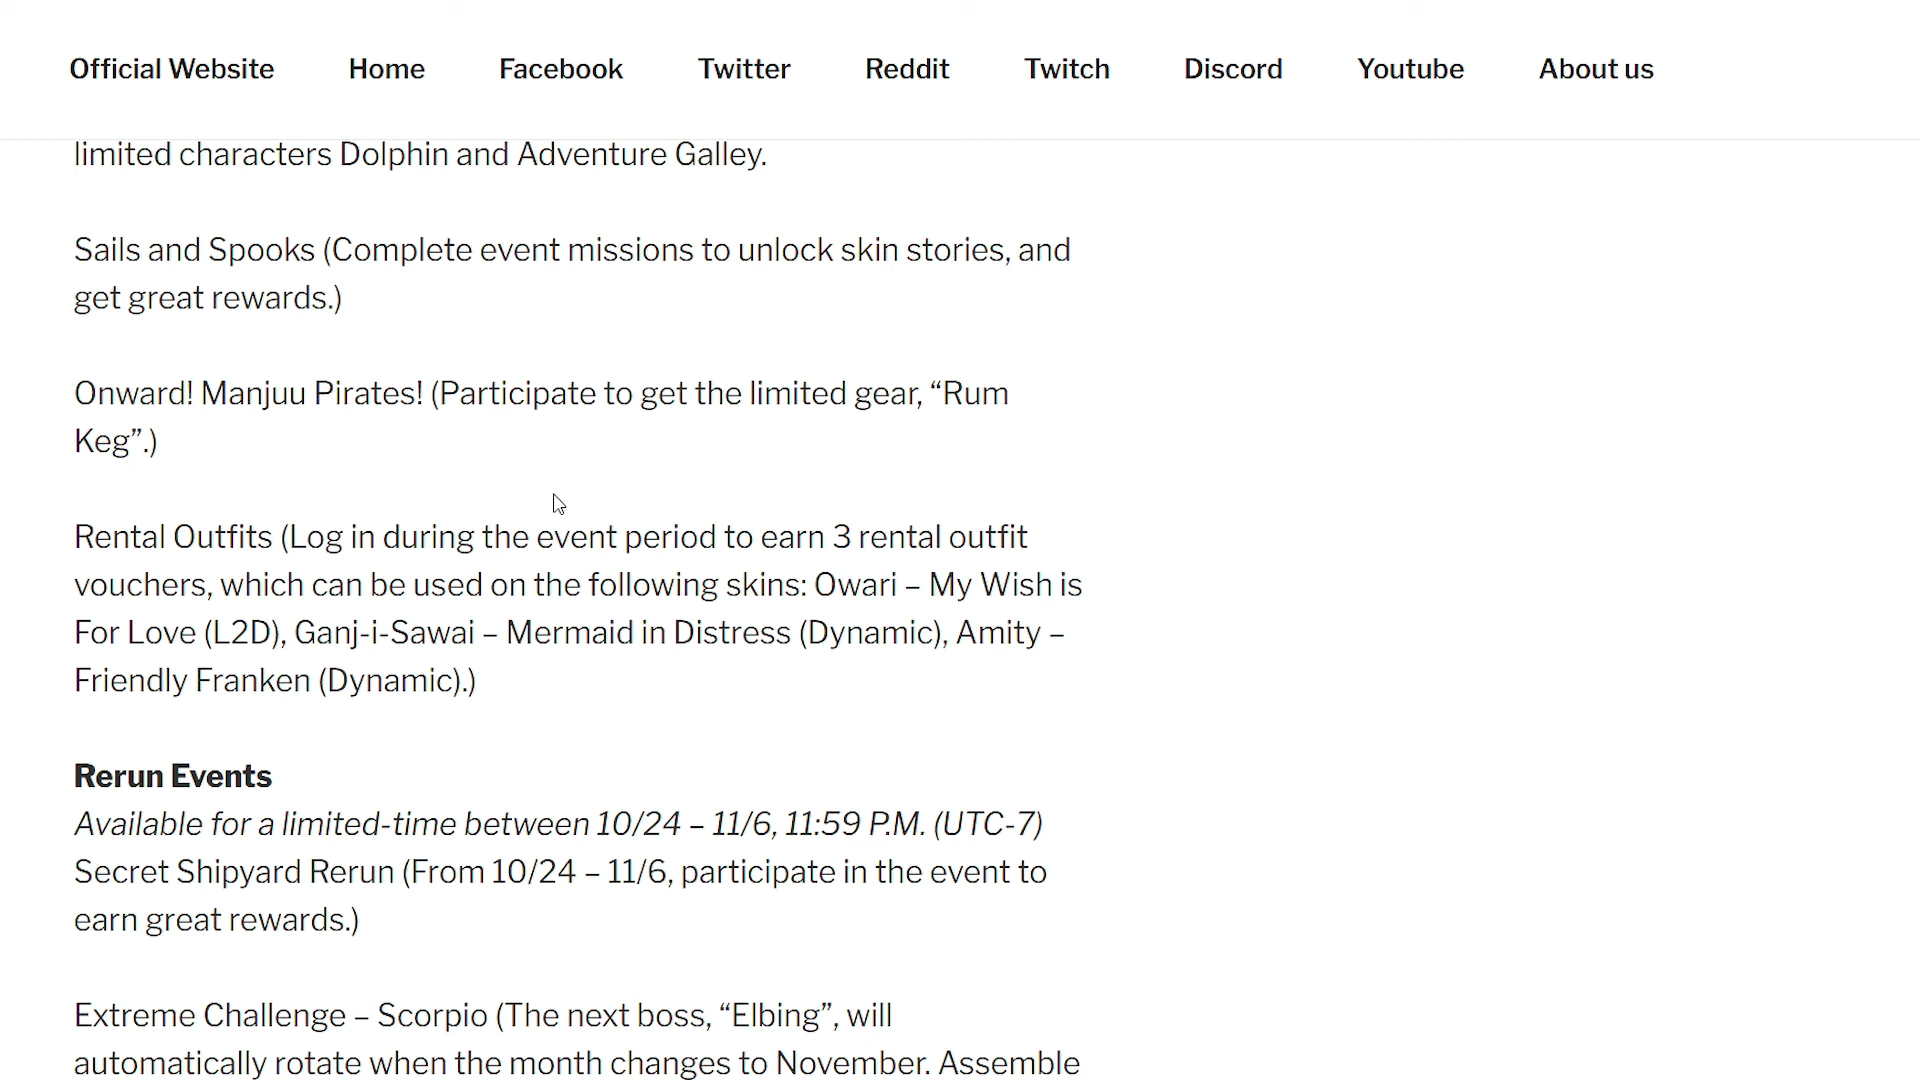 Official Website Home Facebook Twitter Reddit Twitch Discord Youtube About us
limited characters Dolphin and Adventure Galley.
Sails and Spooks (Complete event missions to unlock skin stories, and
get great rewards.)
Onward! Manjuu Pirates! (Participate to get the limited gear, “Rum
Keg”.)
Rental Outfits (Log in during the event period to earn 3 rental outfit
vouchers, which can be used on the following skins: Owari – My Wish is
For Love (L2D), Ganj-i-Sawai – Mermaid in Distress (Dynamic), Amity –
Friendly Franken (Dynamic).)
Rerun Events
Available for a limited-time between 10/24 – 11/6, 11:59 P.M. (UTC-7)
Secret Shipyard Rerun (From 10/24 – 11/6, participate in the event to
earn great rewards.)
Extreme Challenge – Scorpio (The next boss, “Elbing”, will
automatically rotate when the month changes to November. Assemble